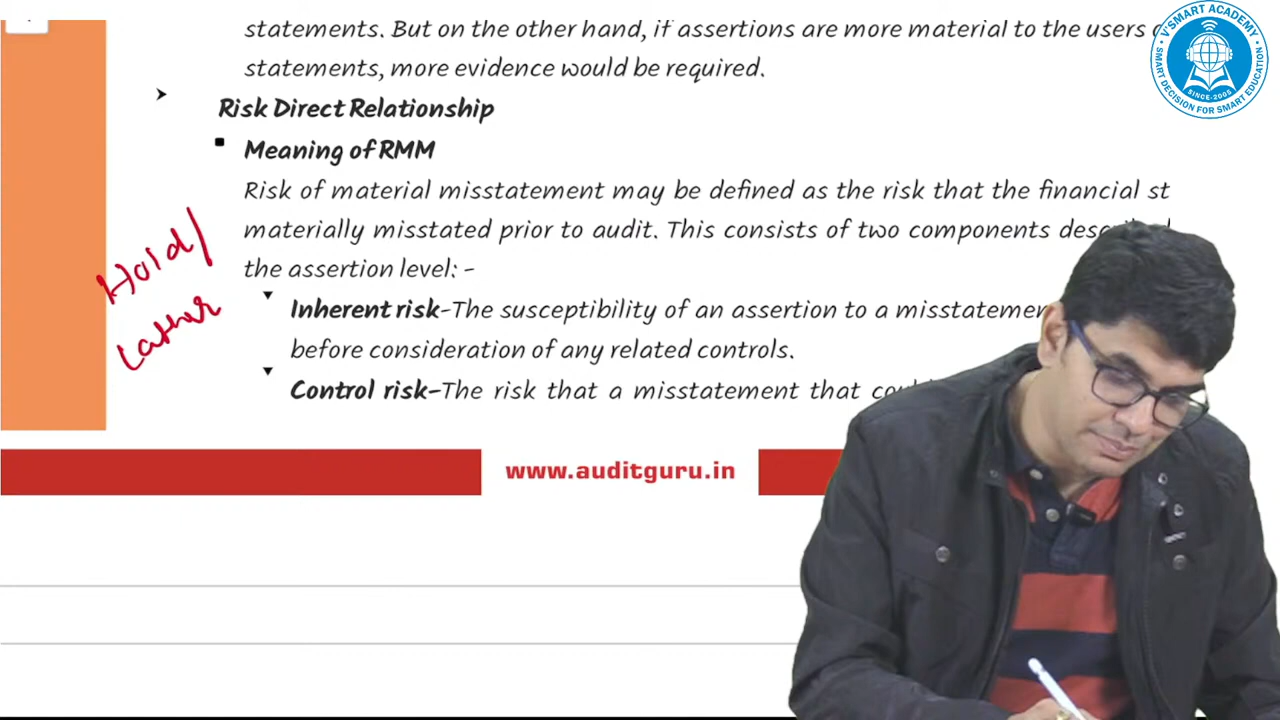 statements. But on the other hand, if assertions are more material to the users
statements, more evidence would be required.
Risk Direct Relationship
Meaning of RMM
Risk of material misstatement may be defined as the risk that the financial st
materially misstated prior to audit. This consists of two components described
the assertion level: -
Inherent risk-The susceptibility of an assertion to a misstatemen
before consideration of any related controls.
Control risk-The risk that a misstatement that
Hold/
Later
www.auditguru.in
V'SMART ACADEMY
SINCE-2005
SMART DECISION FOR SMART EDUCATION